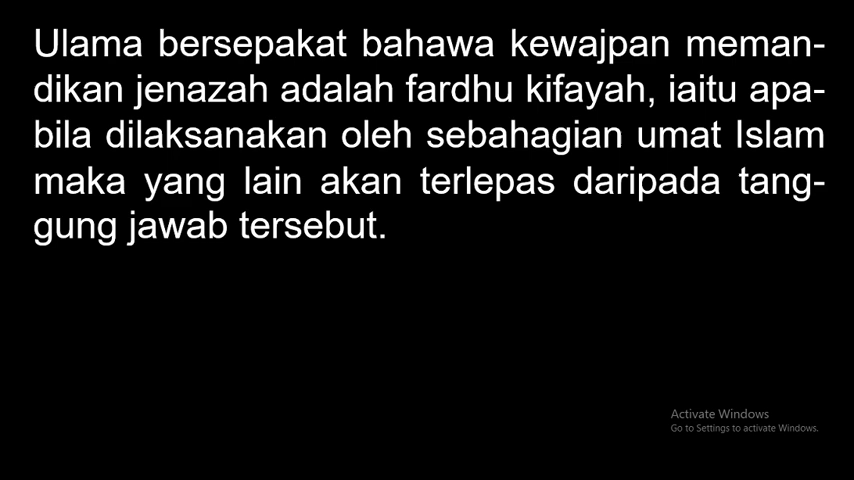 Ulama bersepakat bahawa kewajpan meman-
dikan jenazah adalah fardhu kifayah, iaitu apa-
bila dilaksanakan oleh sebahagian umat Islam
maka yang lain akan terlepas daripada tang-
gung jawab tersebut.
Activate Windows
Go to Settings to activate Windows.